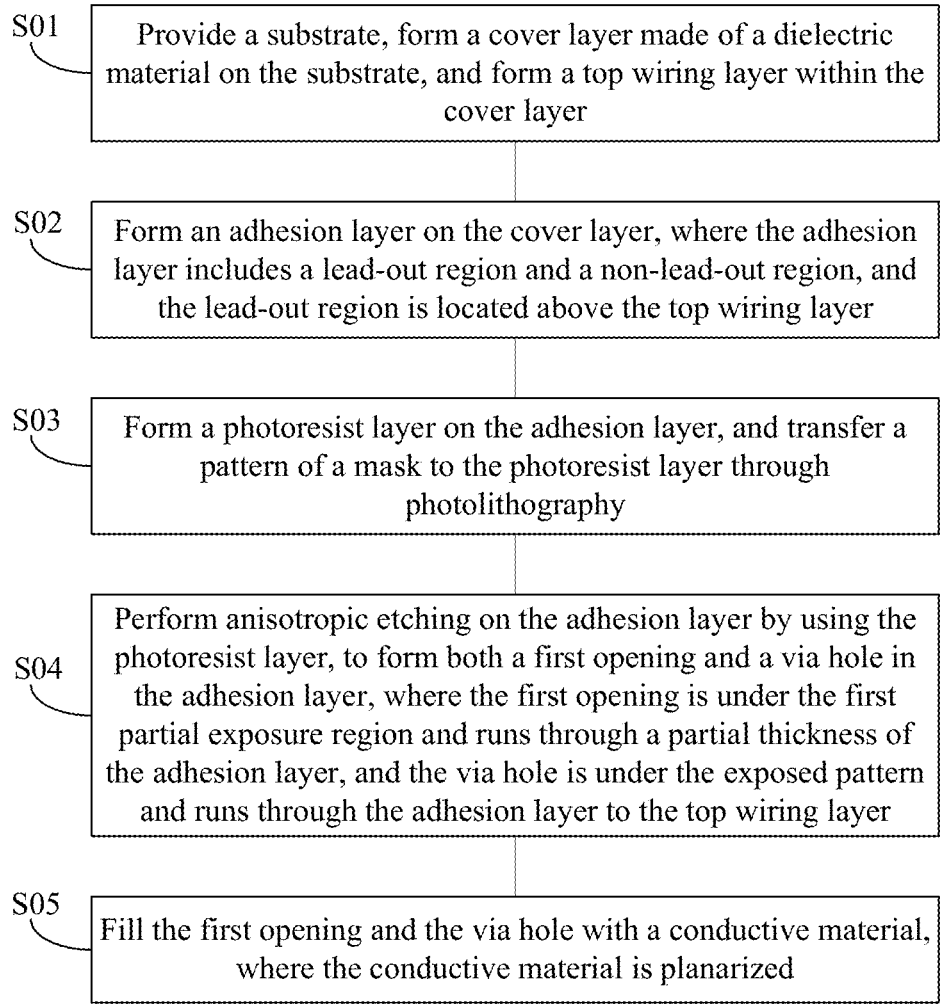 S01
Provide a substrate, form a cover layer made of a dielectric
material on the substrate, and form a top wiring layer within the
cover layer
S02
Form an adhesion layer on the cover layer, where the adhesion
layer includes a lead-out region and a non-lead-out region, and
the lead-out region is located above the top wiring layer
S03
Form a photoresist layer on the adhesion layer, and transfer a
pattern of a mask to the photoresist layer through
photolithography
S04
Perform anisotropic etching on the adhesion layer by using the
photoresist layer, to form both a first opening and a via hole in
the adhesion layer, where the first opening is under the first
partial exposure region and runs through a partial thickness of
the adhesion layer, and the via hole is under the exposed pattern
and runs through the adhesion layer to the top wiring layer
S05
Fill the first opening and the via hole with a conductive material,
where the conductive material is planarized